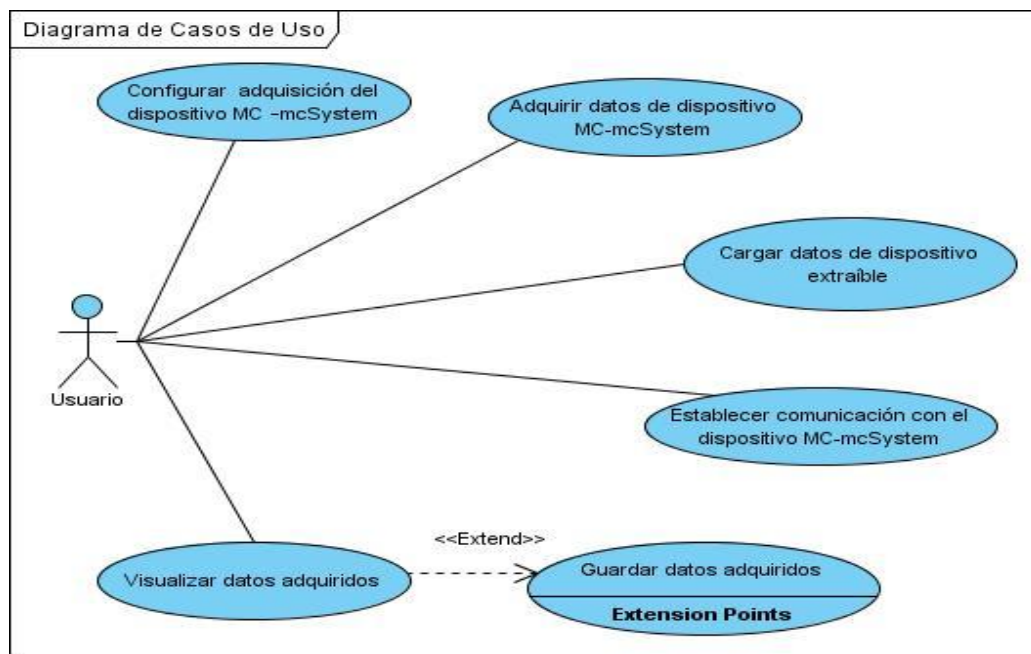 Diagrama de Casos de Uso
Configurar adquisición del
dispositivo MC -mcSystem
Adquirir datos de dispositivo
MC-mcSystem
Cargar datos de dispositivo
extraíble
Usuario
Establecer comunicación con el
dispositivo MC-mcSystem
<<Extend>>
Visualizar datos adquiridos
Guardar datos adquiridos
Extension Points